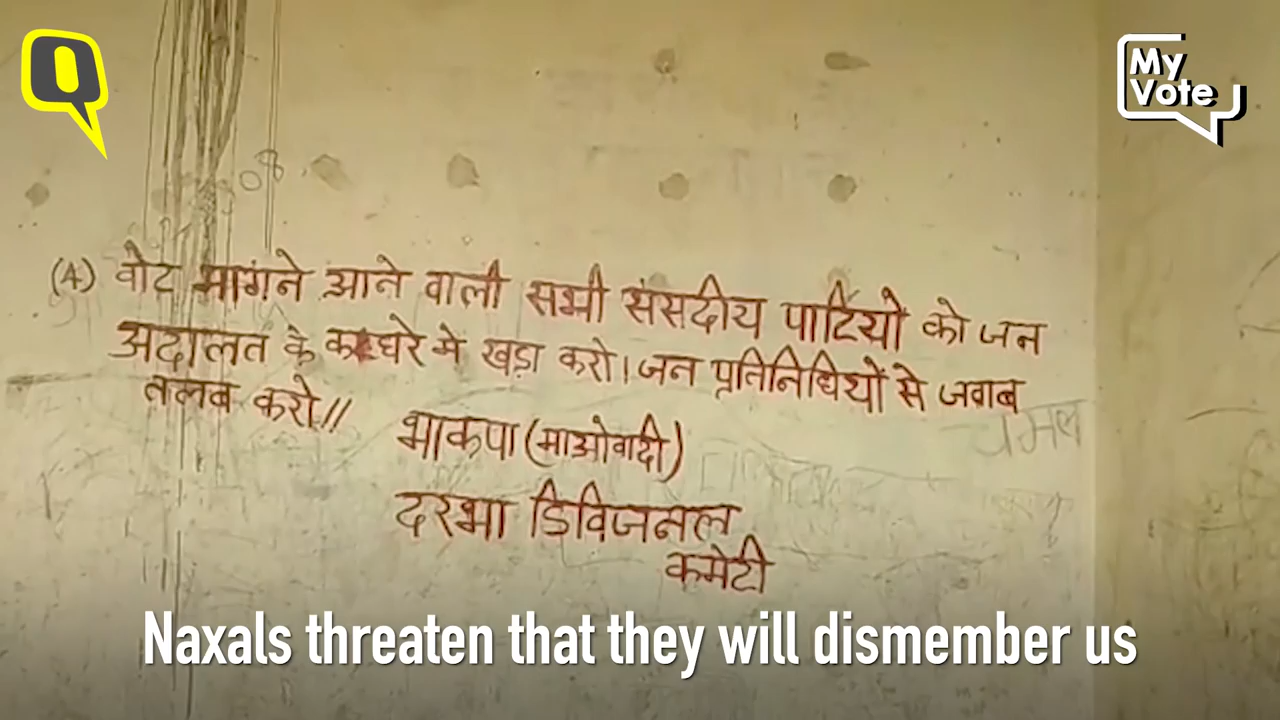 My
Vote
(4) वोट मागंने आने वाली सभी संसदीय पार्टियो को जन
अदालत के कटघरे मे खड़ा करो। जन प्रतिनिधियों से जवाब
तलब करो।।
भाकपा (माओवादी)
दरभा डिविजनल
कमेटी
Naxals threaten that they will dismember us